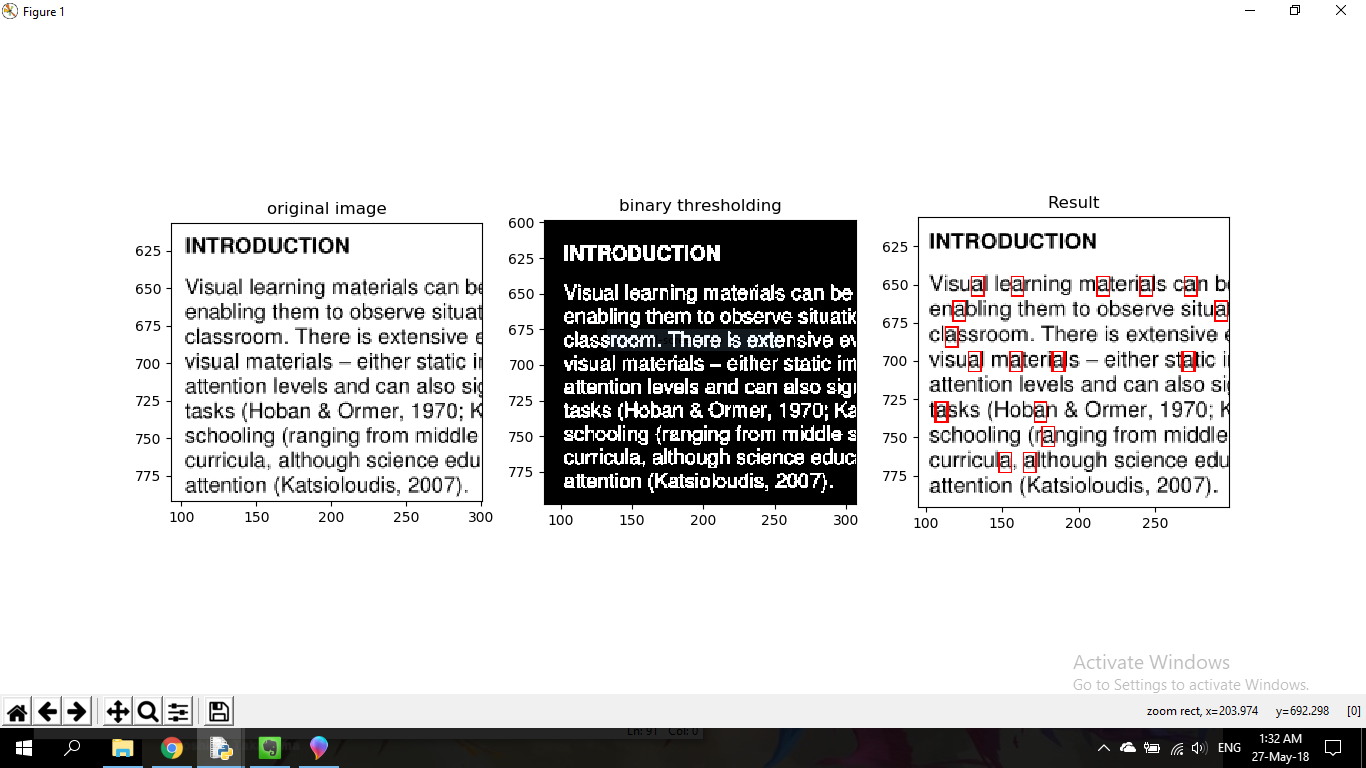 Figure 1
original image
625
650
675
700
725
750
775
100
150
200
250
300
INTRODUCTION
Visual learning materials can be
enabling them to observe situat
classroom. There is extensive e
visual materials – either static ir
attention levels and can also sig
tasks (Hoban & Ormer, 1970; K
schooling (ranging from middle
curricula, although science edu
attention (Katsioloudis, 2007).
binary thresholding
600
625
650
675
700
725
750
775
100
150
200
250
300
INTRODUCTION
Visual learning materials can be
enabling them to observe situatic
classroom. There is extensive ev
visual materials – either static im
attention levels and can also sign
tasks (Hoban & Ormer, 1970; Ka
schooling (ranging from middle s
curricula, although science educa
attention (Katsioloudis, 2007).
Result
625
650
675
700
725
750
775
100
150
200
250
INTRODUCTION
Visual learning materials can b
enabling them to observe situal
classroom. There is extensive e
visual materials – either static i
attention levels and can also si
tasks (Hoban & Ormer, 1970; K
schooling (ranging from middle
curricula, although science edu
attention (Katsioloudis, 2007).
Activate Windows
Go to Settings to activate Windows.
zoom rect, x=203.974 y=692.298 [0]
Ln: 91 Col: 0
ENG
1:32 AM
27-May-18